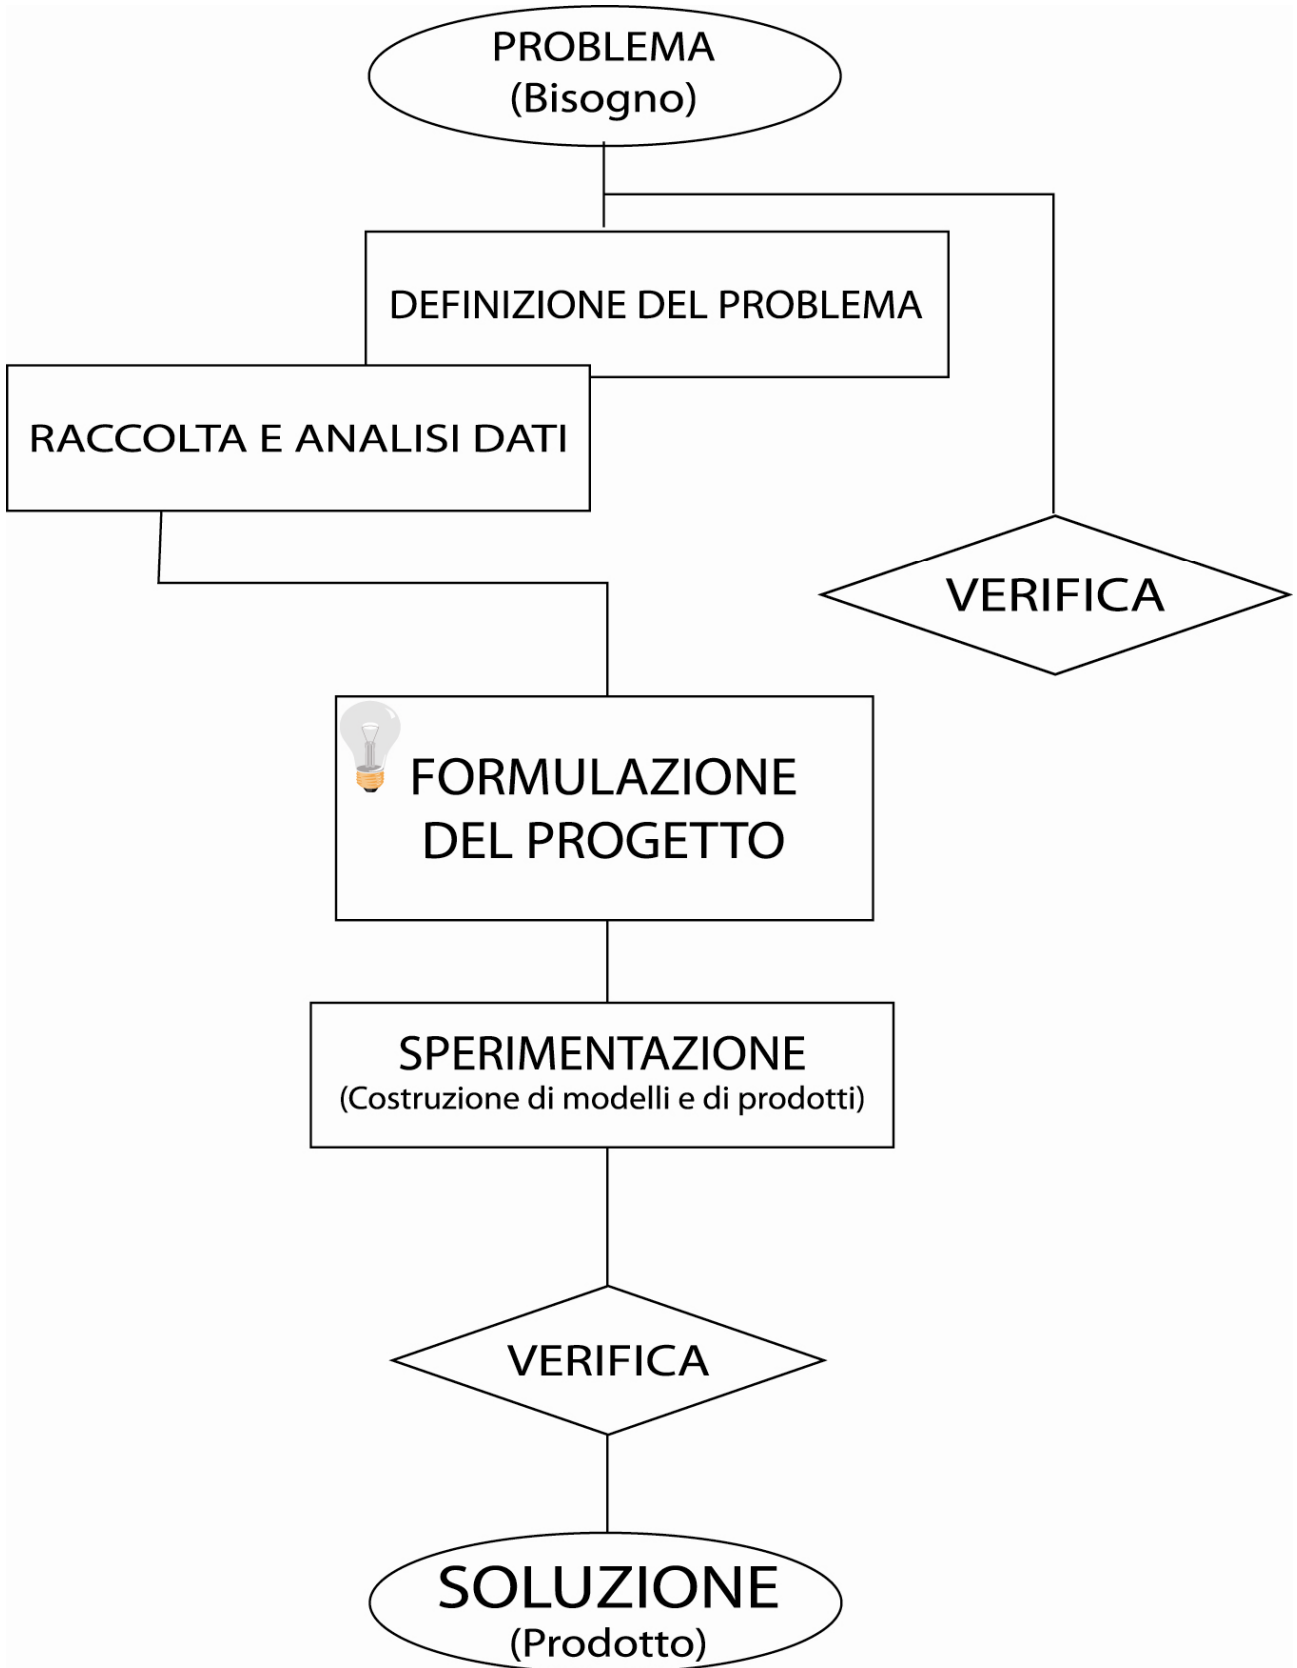 PROBLEMA
(Bisogno)
DEFINIZIONE DEL PROBLEMA
RACCOLTA E ANALISI DATI
VERIFICA
FORMULAZIONE
DEL PROGETTO
SPERIMENTAZIONE
(Costruzione di modelli e di prodotti)
VERIFICA
SOLUZIONE
(Prodotto)